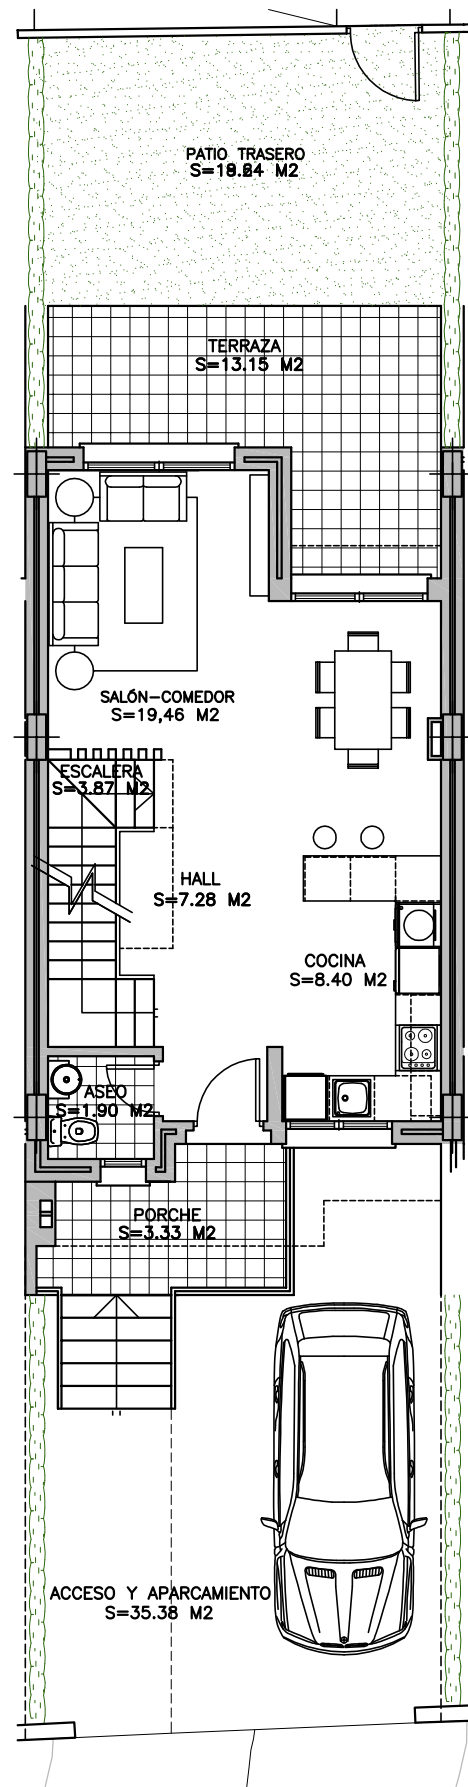 PATIO TRASERO
M2
TERRAZA
S=13.15 M2
SALÓN-COMEDOR
S=19,46 M2
ESCALERA
S=3.87 M2
HALL
S=7.28 M2
COCINA
S=8.40 M2
ASEO
S=1.90 M2
PORCHE
S=3.33 M2
ACCESO Y APARCAMIENTO
S=35.38 M2